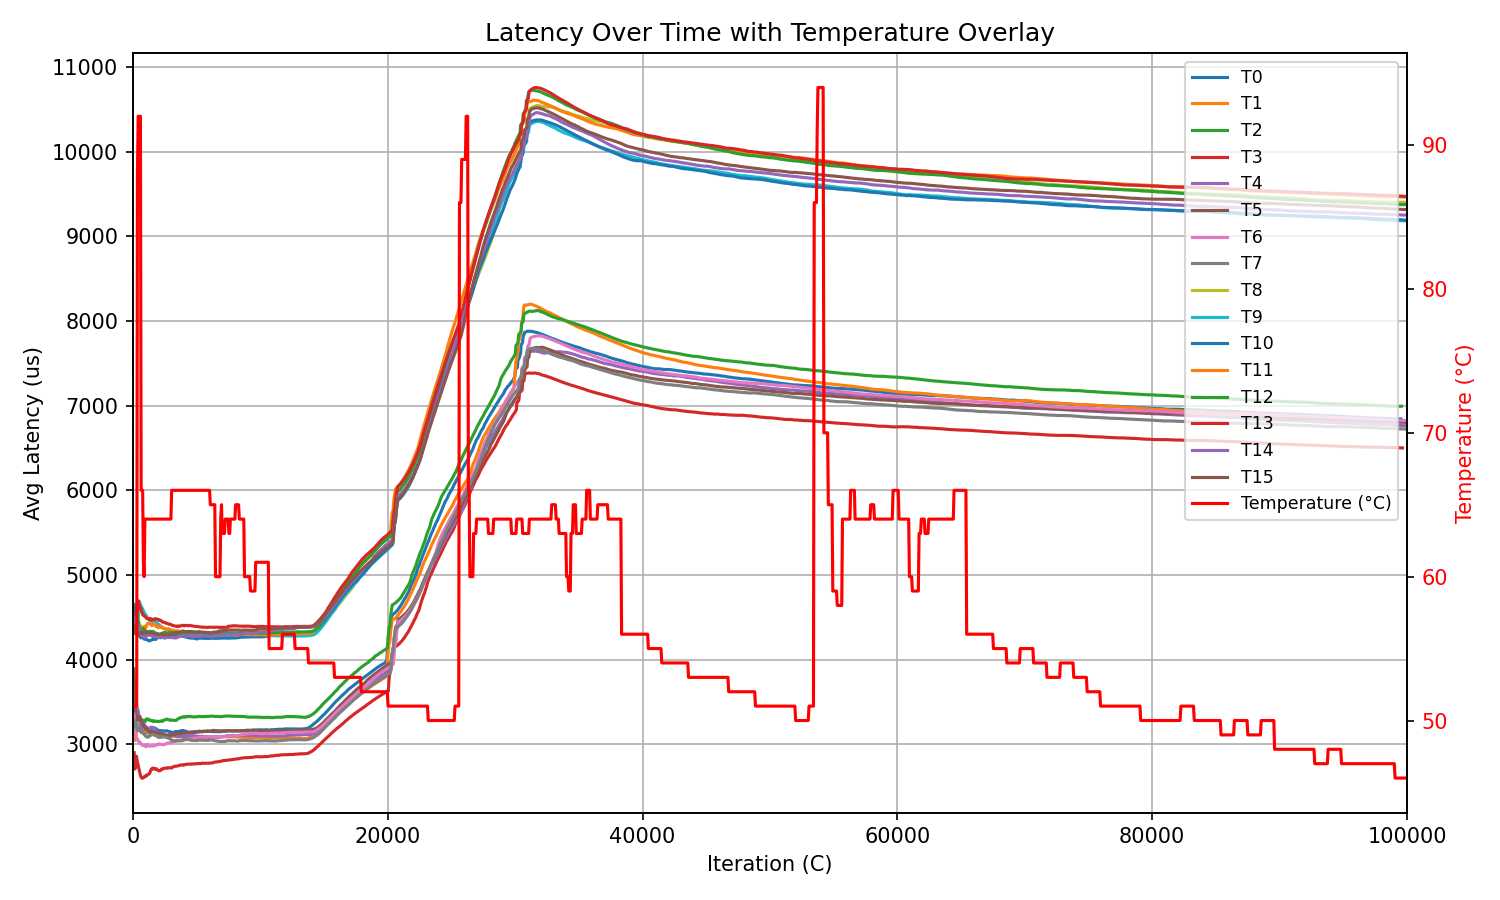 Latency Over Time with Temperature Overlay
11000
10000
9000
8000
7000
6000
5000
4000
3000
Avg Latency (us)
0
20000
40000
60000
80000
100000
Iteration (C)
90
80
70
60
50
Temperature (°C)
T0
T1
T2
T3
T4
T5
T6
T7
T8
T9
T10
T11
T12
T13
T14
T15
Temperature (°C)